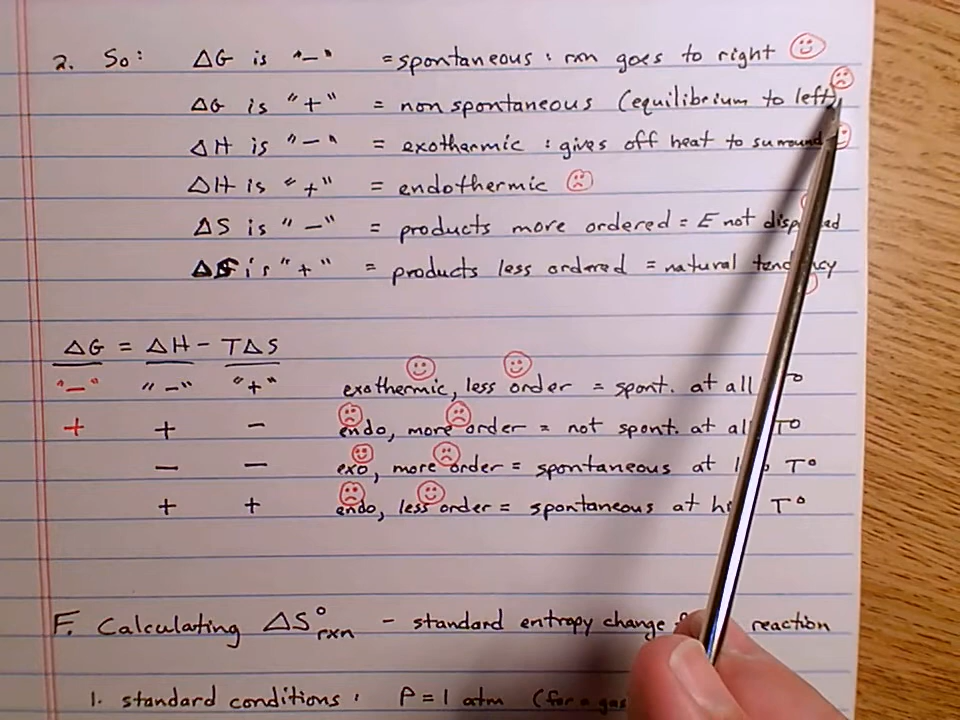 2. So: ΔG is "−" = spontaneous : rxn goes to right
ΔG is "+" = non spontaneous (equilibrium to left)
ΔH is "−" = exothermic : gives off heat to surround
ΔH is "+" = endothermic
ΔS is "−" = products more ordered = E not
ΔS is "+" = products less ordered = natural tendency
ΔG = ΔH − TΔS
"−" "−" "+" exothermic, less order = spont. at all T°
+ + − endo, more order = not spont. at all T°
− − exo, more order = spontaneous at T°
+ + endo, less order = spontaneous at T°
F. Calculating ΔS°rxn − standard entropy change reaction
1. standard conditions : P = 1 atm (for a gas